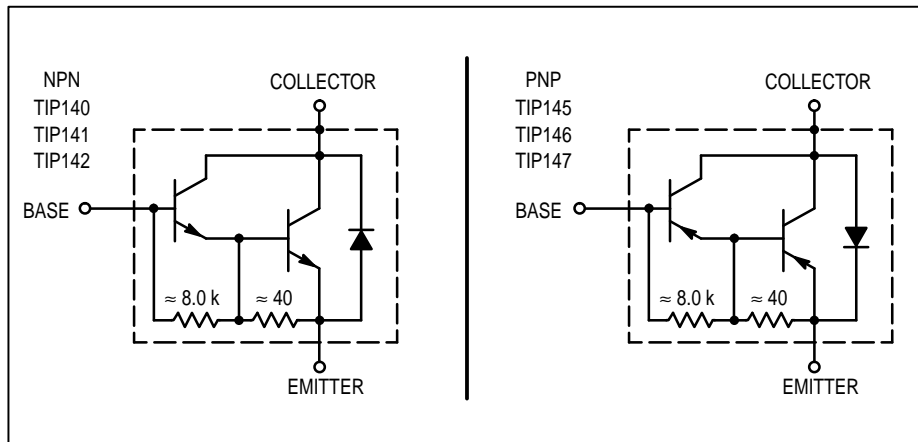 NPN
TIP140
TIP141
TIP142
COLLECTOR
BASE
≈ 8.0 k
≈ 40
EMITTER
PNP
TIP145
TIP146
TIP147
COLLECTOR
BASE
≈ 8.0 k
≈ 40
EMITTER